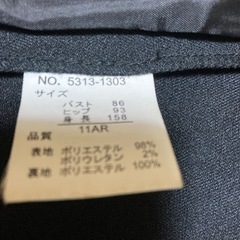 NO. 5313-1303
サイズ
バスト 86
ヒップ 93
身長 158
11AR
品質
表地 ポリエステル 98%
ポリウレタン 2%
裏地 ポリエステル 100%